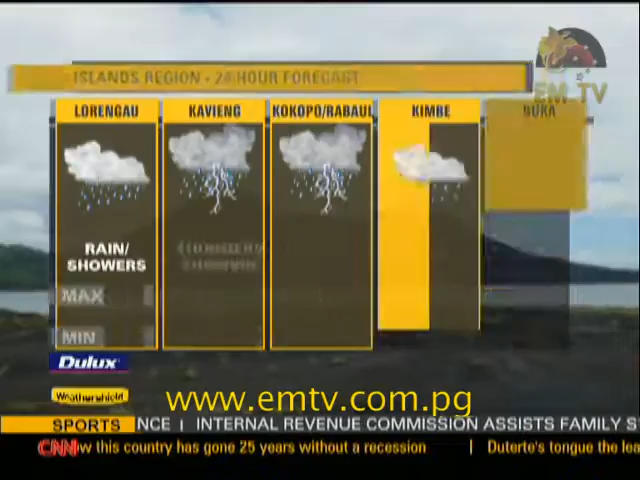 ISLANDS REGION - 24 HOUR FORECAST
EM-TV
LORENGAU
KAVIENG
KOKOPO/RABAUL
KIMBE
BUKA
RAIN/
SHOWERS
MAX
MIN
Dulux
Weathershield
www.emtv.com.pg
SPORTS
NCE | INTERNAL REVENUE COMMISSION ASSISTS FAMILY S
CNN
w this country has gone 25 years without a recession | Duterte's tongue the lea